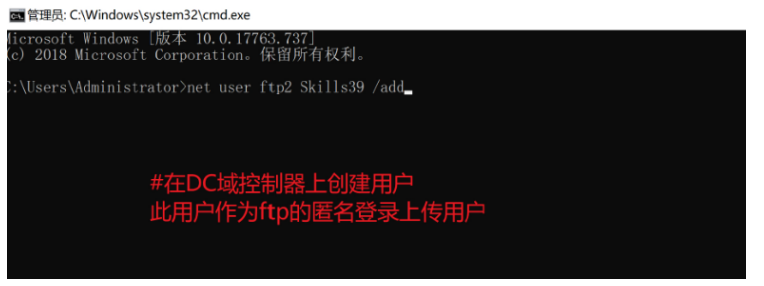 管理员: C:\Windows\system32\cmd.exe
Microsoft Windows [版本 10.0.17763.737]
(c) 2018 Microsoft Corporation。保留所有权利。
C:\Users\Administrator>net user ftp2 Skills39 /add
#在DC域控制器上创建用户
此用户作为ftp的匿名登录上传用户